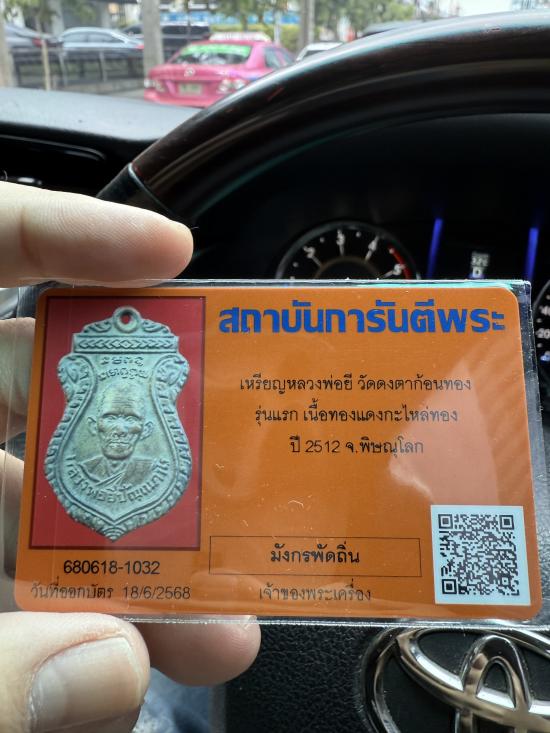 สถาบันการันตีพระ
เหรียญหลวงพ่อยี วัดดงตาก้อนทอง
รุ่นแรก เนื้อทองแดงกะไหล่ทอง
ปี 2512 จ.พิษณุโลก
มังกรพัดถิ่น
เจ้าของพระเครื่อง
680618-1032
วันที่ออกบัตร 18/6/2568